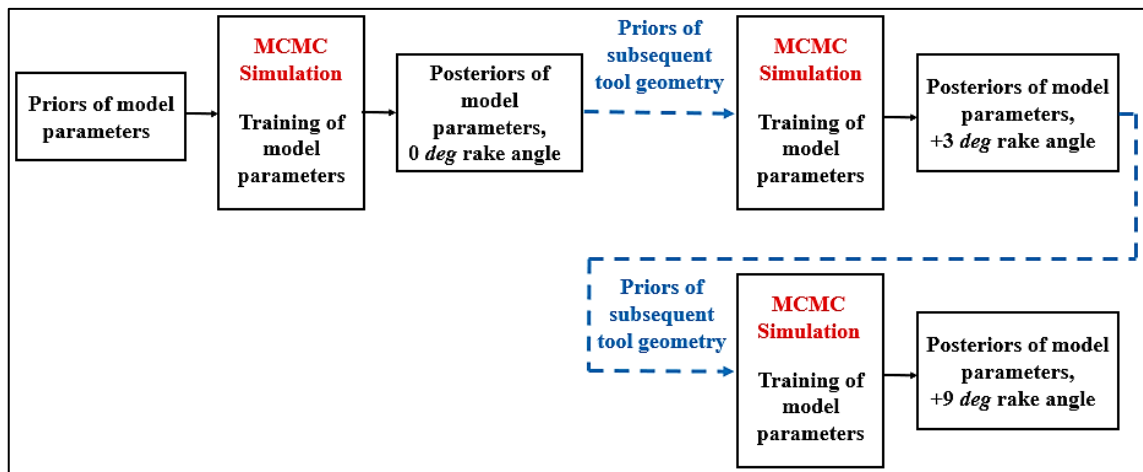 Priors of model
parameters
MCMC
Simulation
Training of
model
parameters
Posteriors of
model
parameters,
0 deg rake angle
Priors of
subsequent
tool geometry
MCMC
Simulation
Training of
model
parameters
Posteriors of model
parameters,
+3 deg rake angle
Priors of
subsequent
tool geometry
MCMC
Simulation
Training of
model
parameters
Posteriors of model
parameters,
+9 deg rake angle